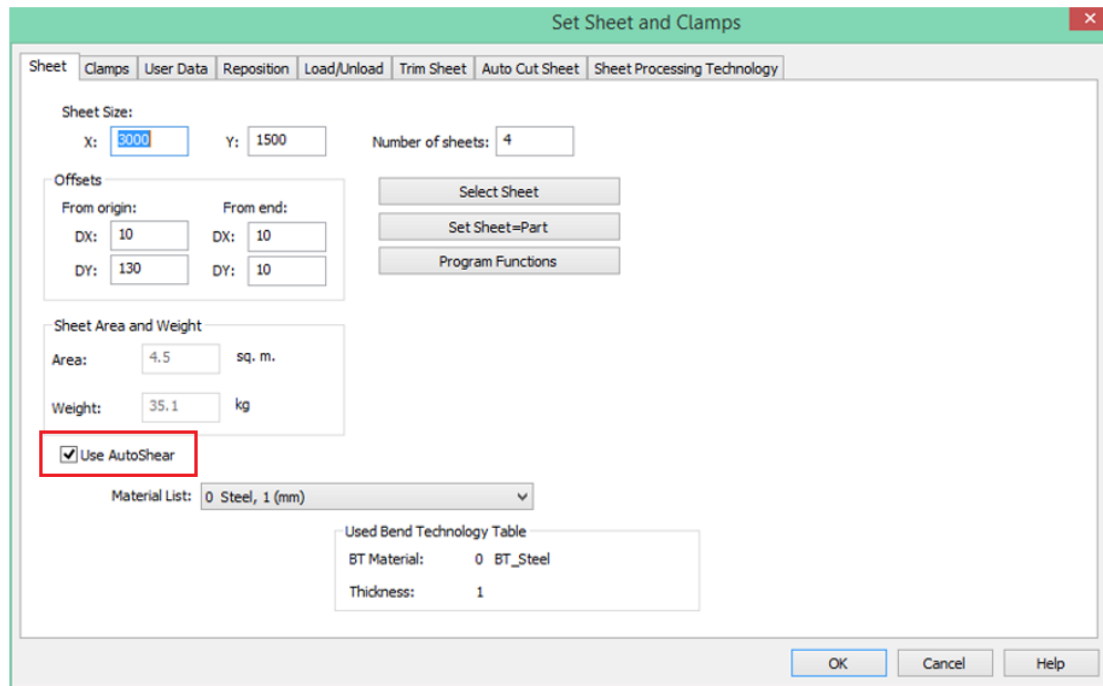 Set Sheet and Clamps
Sheet Clamps User Data Reposition Load/Unload Trim Sheet Auto Cut Sheet Sheet Processing Technology
Sheet Size:
X: 3000 Y: 1500 Number of sheets: 4
Offsets
From origin: From end:
DX: 10 DX: 10
DY: 130 DY: 10
Select Sheet
Set Sheet=Part
Program Functions
Sheet Area and Weight
Area: 4.5 sq. m.
Weight: 35.1 kg
Use AutoShear
Material List: 0 Steel, 1 (mm)
Used Bend Technology Table
BT Material: 0 BT_Steel
Thickness: 1
OK Cancel Help